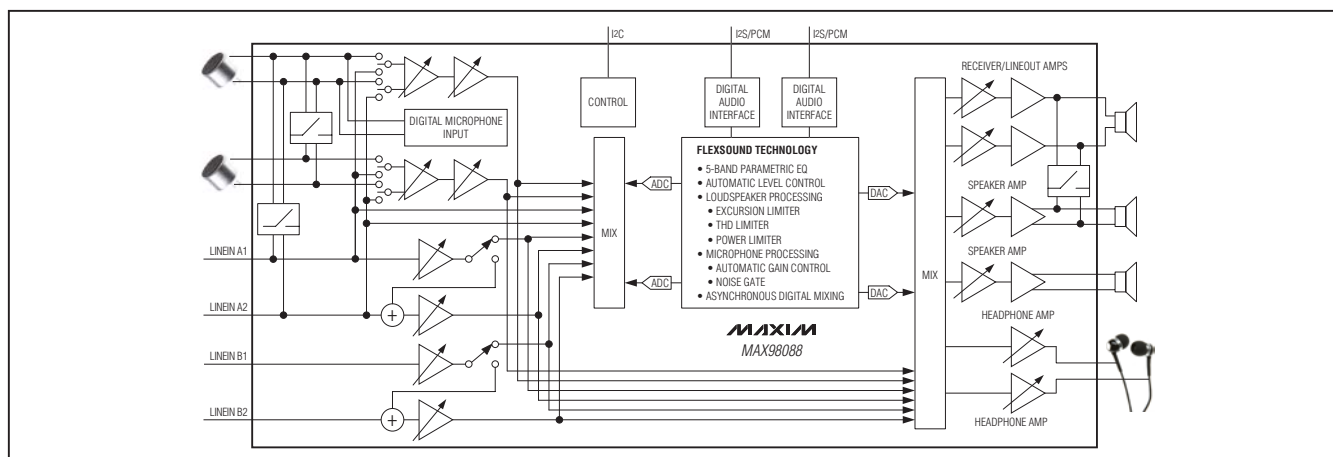 I2C
I2S/PCM
I2S/PCM
RECEIVER/LINEOUT AMPS
CONTROL
DIGITAL
AUDIO
INTERFACE
DIGITAL
AUDIO
INTERFACE
DIGITAL MICROPHONE
INPUT
FLEXSOUND TECHNOLOGY
• 5-BAND PARAMETRIC EQ
• AUTOMATIC LEVEL CONTROL
• LOUDSPEAKER PROCESSING
• EXCURSION LIMITER
• THD LIMITER
• POWER LIMITER
• MICROPHONE PROCESSING
• AUTOMATIC GAIN CONTROL
• NOISE GATE
• ASYNCHRONOUS DIGITAL MIXING
ADC
ADC
DAC
DAC
MIX
MIX
SPEAKER AMP
SPEAKER AMP
HEADPHONE AMP
HEADPHONE AMP
LINEIN A1
LINEIN A2
LINEIN B1
LINEIN B2
+
+
MAXIM
MAX98088